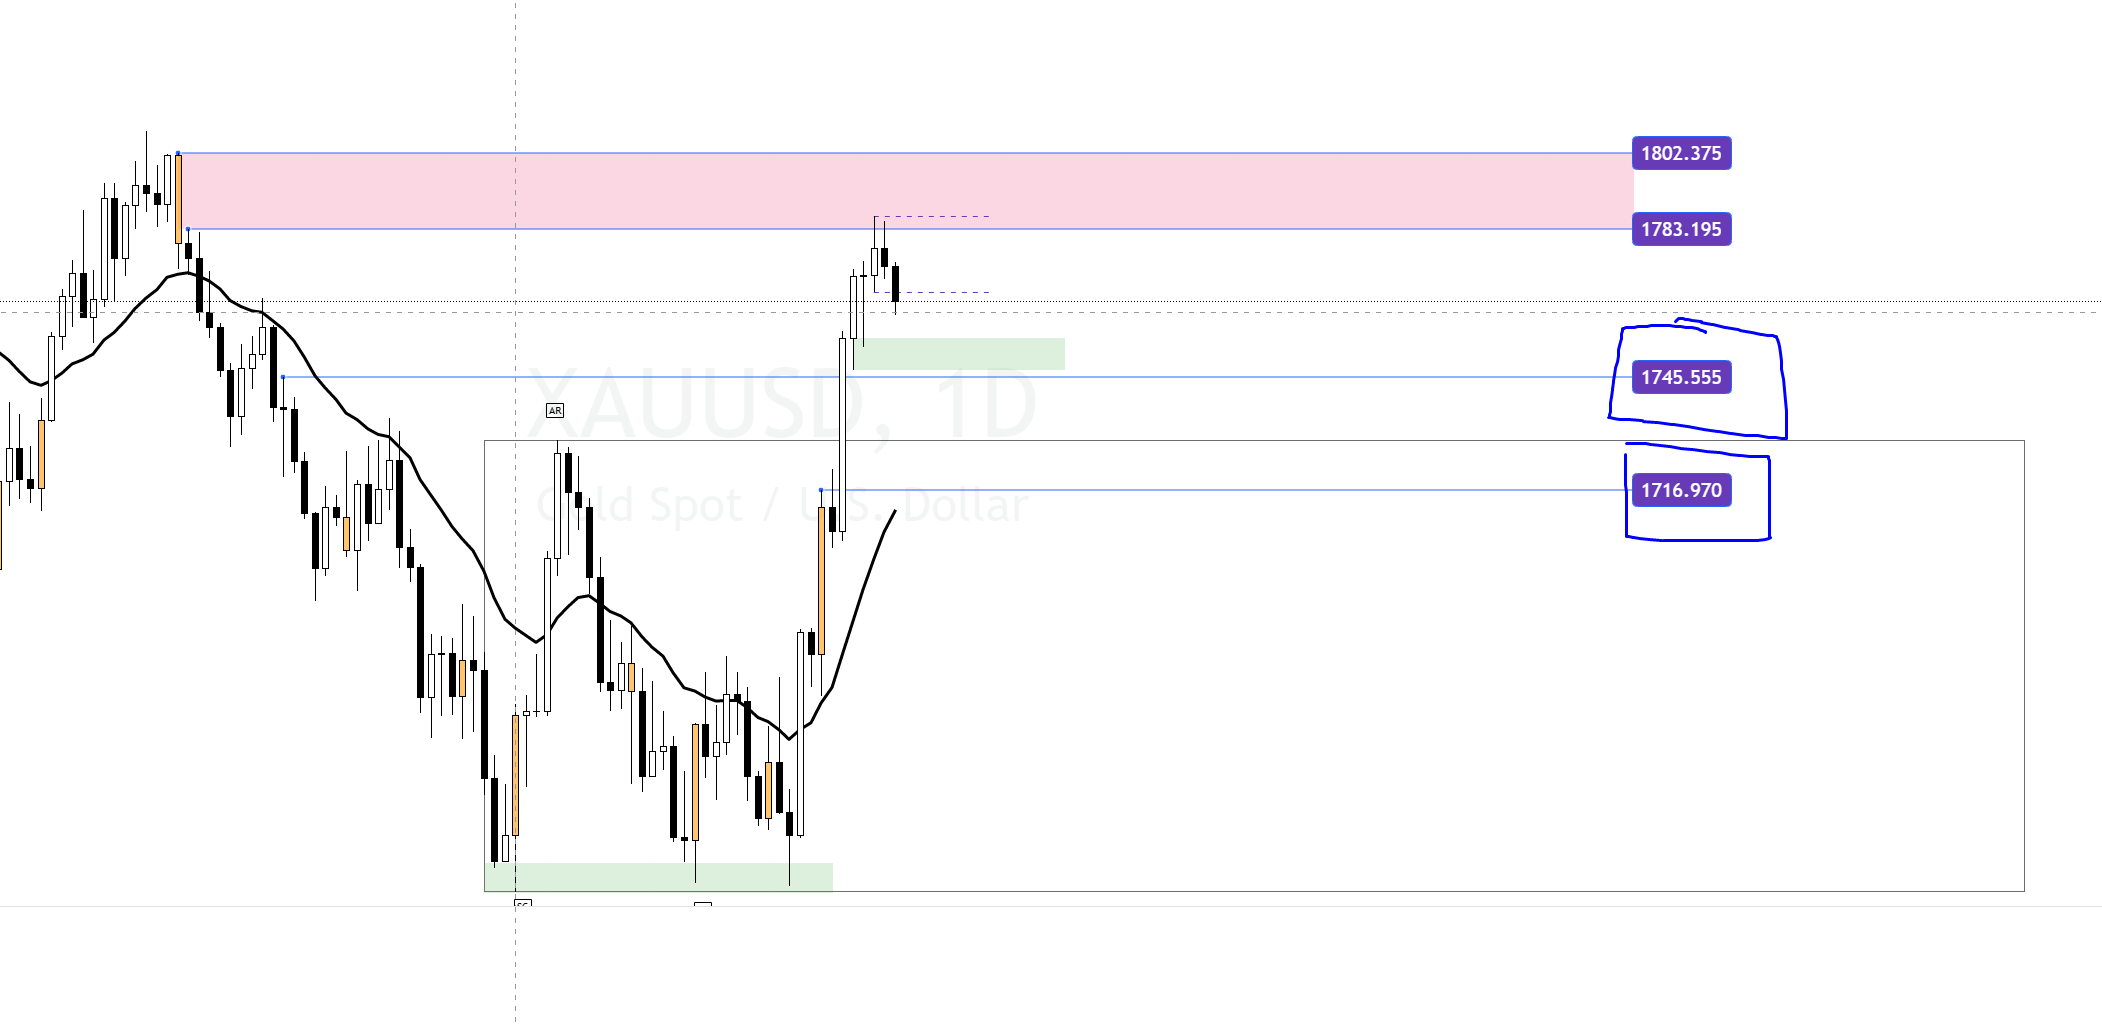 1802.375
1783.195
1745.555
XAUUSD, 1D
AR
1716.970
Gold Spot / U.S. Dollar